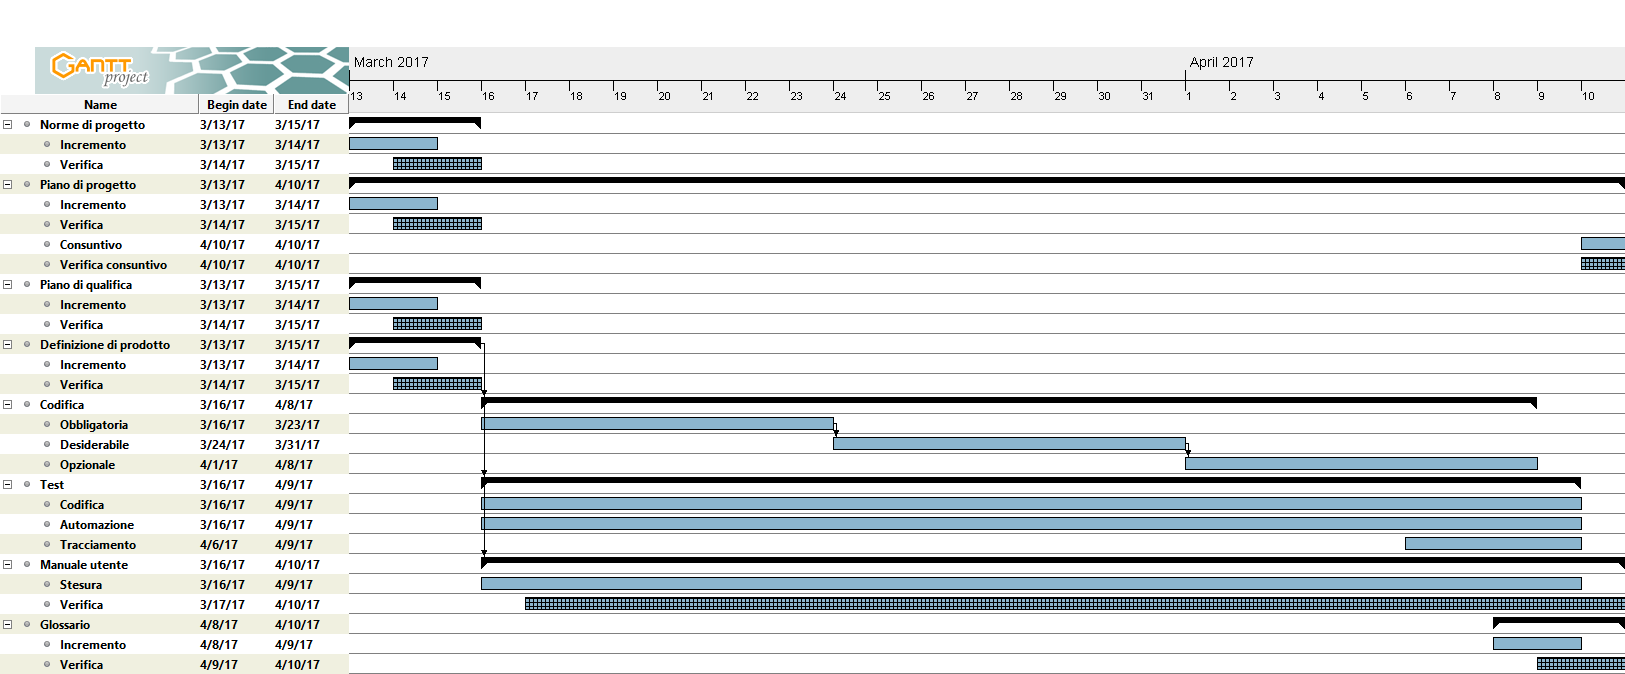 GANTT
project
March 2017
April 2017
13 14 15 16 17 18 19 20 21 22 23 24 25 26 27 28 29 30 31 1 2 3 4 5 6 7 8 9 10
Name Begin date End date
Norme di progetto 3/13/17 3/15/17
Incremento 3/13/17 3/14/17
Verifica 3/14/17 3/15/17
Piano di progetto 3/13/17 4/10/17
Incremento 3/13/17 3/14/17
Verifica 3/14/17 3/15/17
Consuntivo 4/10/17 4/10/17
Verifica consuntivo 4/10/17 4/10/17
Piano di qualifica 3/13/17 3/15/17
Incremento 3/13/17 3/14/17
Verifica 3/14/17 3/15/17
Definizione di prodotto 3/13/17 3/15/17
Incremento 3/13/17 3/14/17
Verifica 3/14/17 3/15/17
Codifica 3/16/17 4/8/17
Obbligatoria 3/16/17 3/23/17
Desiderabile 3/24/17 3/31/17
Opzionale 4/1/17 4/8/17
Test 3/16/17 4/9/17
Codifica 3/16/17 4/9/17
Automazione 3/16/17 4/9/17
Tracciamento 4/6/17 4/9/17
Manuale utente 3/16/17 4/10/17
Stesura 3/16/17 4/9/17
Verifica 3/17/17 4/10/17
Glossario 4/8/17 4/10/17
Incremento 4/8/17 4/9/17
Verifica 4/9/17 4/10/17